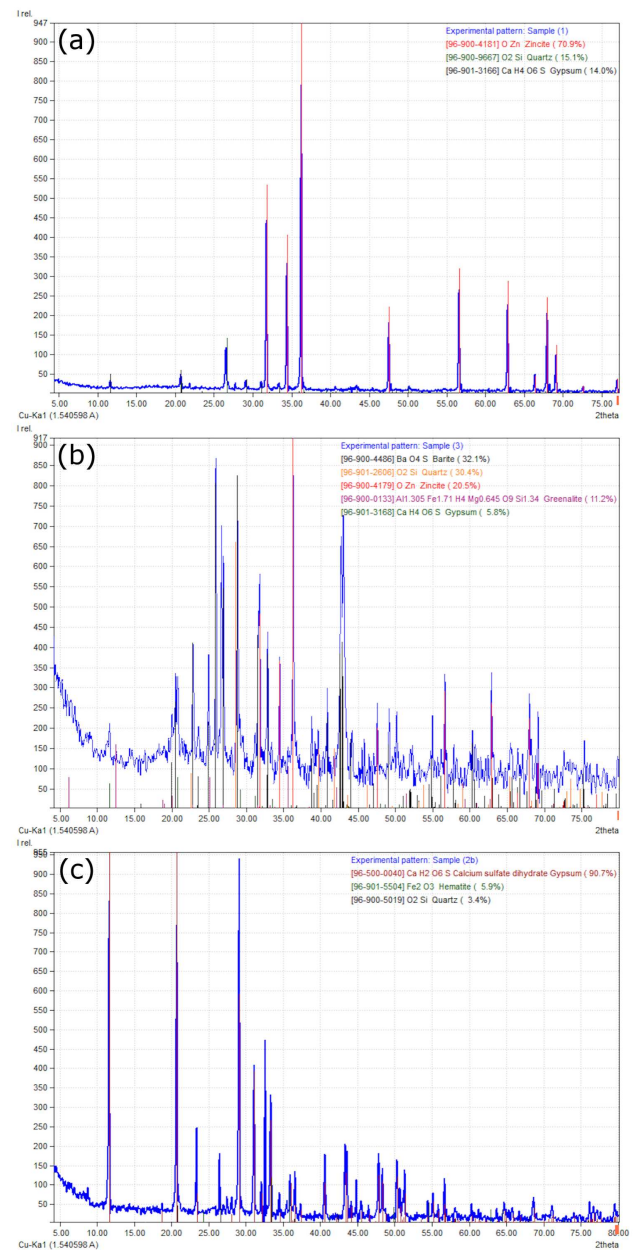 I rel.
(a)
Experimental pattern: Sample (1)
[96-900-4181] O Zn Zincite ( 70.9%)
[96-900-9667] O2 Si Quartz ( 15.1%)
[96-901-3166] Ca H4 O6 S Gypsum ( 14.0%)
947
900
850
800
750
700
650
600
550
500
450
400
350
300
250
200
150
100
50
5.00 10.00 15.00 20.00 25.00 30.00 35.00 40.00 45.00 50.00 55.00 60.00 65.00 70.00 75.00
Cu-Ka1 (1.540598 A) 2theta
I rel.
(b)
Experimental pattern: Sample (3)
[96-900-4486] Ba O4 S Barite ( 32.1%)
[96-901-2606] O2 Si Quartz ( 30.4%)
[96-900-4179] O Zn Zincite ( 20.5%)
[96-900-0133] Al1.305 Fe1.71 H4 Mg0.645 O9 Si1.34 Greenalite ( 11.2%)
[96-901-3168] Ca H4 O6 S Gypsum ( 5.8%)
917
850
800
750
700
650
600
550
500
450
400
350
300
250
200
150
100
50
5.00 10.00 15.00 20.00 25.00 30.00 35.00 40.00 45.00 50.00 55.00 60.00 65.00 70.00 75.00
Cu-Ka1 (1.540598 A) 2theta
I rel.
(c)
Experimental pattern: Sample (2b)
[96-500-0040] Ca H2 O6 S Calcium sulfate dihydrate Gypsum ( 90.7%)
[96-901-5504] Fe2 O3 Hematite ( 5.9%)
[96-900-5019] O2 Si Quartz ( 3.4%)
955
950
900
850
800
750
700
650
600
550
500
450
400
350
300
250
200
150
100
50
5.00 10.00 15.00 20.00 25.00 30.00 35.00 40.00 45.00 50.00 55.00 60.00 65.00 70.00 75.00 80.00
Cu-Ka1 (1.540598 A) 2theta